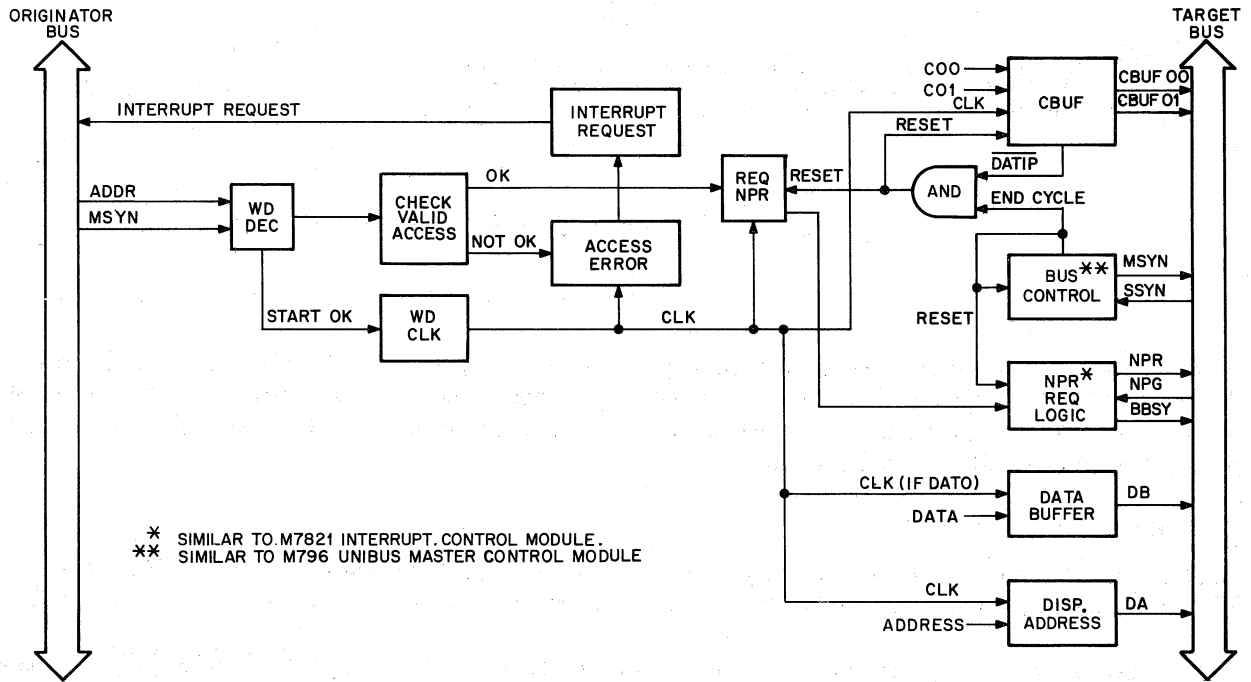 ORIGINATOR
BUS
TARGET
BUS
C00
C01
CLK
RESET
CBUF
CBUF 00
CBUF 01
INTERRUPT REQUEST
INTERRUPT
REQUEST
DATIP
AND
END CYCLE
ADDR
MSYN
WD
DEC
CHECK
VALID
ACCESS
OK
NOT OK
REQ
NPR
RESET
ACCESS
ERROR
BUS**
CONTROL
MSYN
SSYN
START OK
WD
CLK
CLK
RESET
NPR*
REQ
LOGIC
NPR
NPG
BBSY
CLK (IF DATO)
DATA
DATA
BUFFER
DB
* SIMILAR TO M7821 INTERRUPT. CONTROL MODULE.
** SIMILAR TO M796 UNIBUS MASTER CONTROL MODULE
CLK
ADDRESS
DISP.
ADDRESS
DA